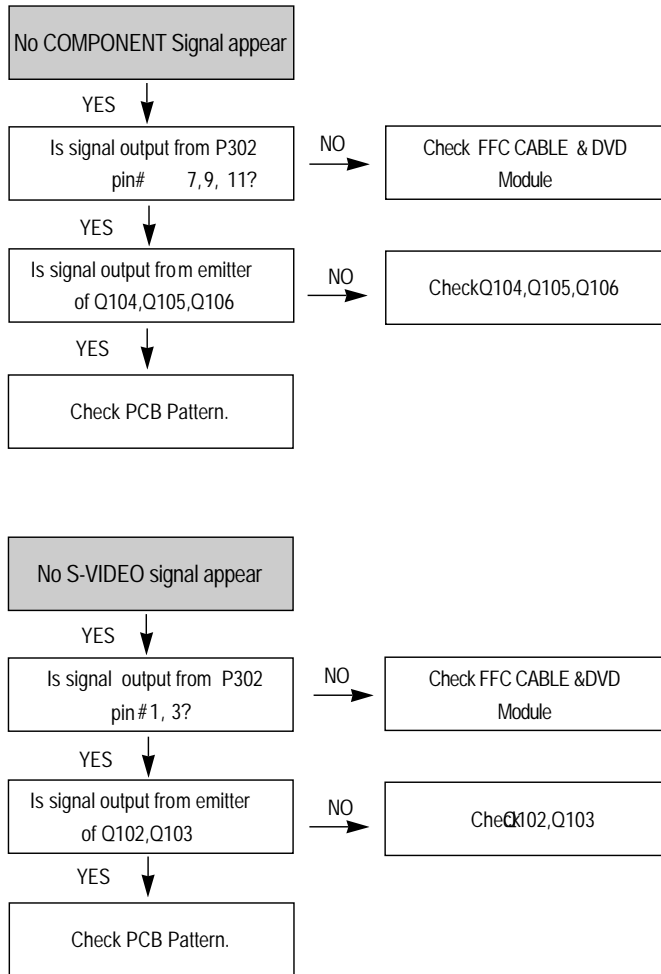 No COMPONENT Signal appear
YES
Is signal output from P302
pin# 7,9, 11?
NO
Check FFC CABLE & DVD
Module
YES
Is signal output from emitter
of Q104,Q105,Q106
NO
CheckQ104,Q105,Q106
YES
Check PCB Pattern.
No S-VIDEO signal appear
YES
Is signal output from P302
pin#1, 3?
NO
Check FFC CABLE &DVD
Module
YES
Is signal output from emitter
of Q102,Q103
NO
CheckQ102,Q103
YES
Check PCB Pattern.